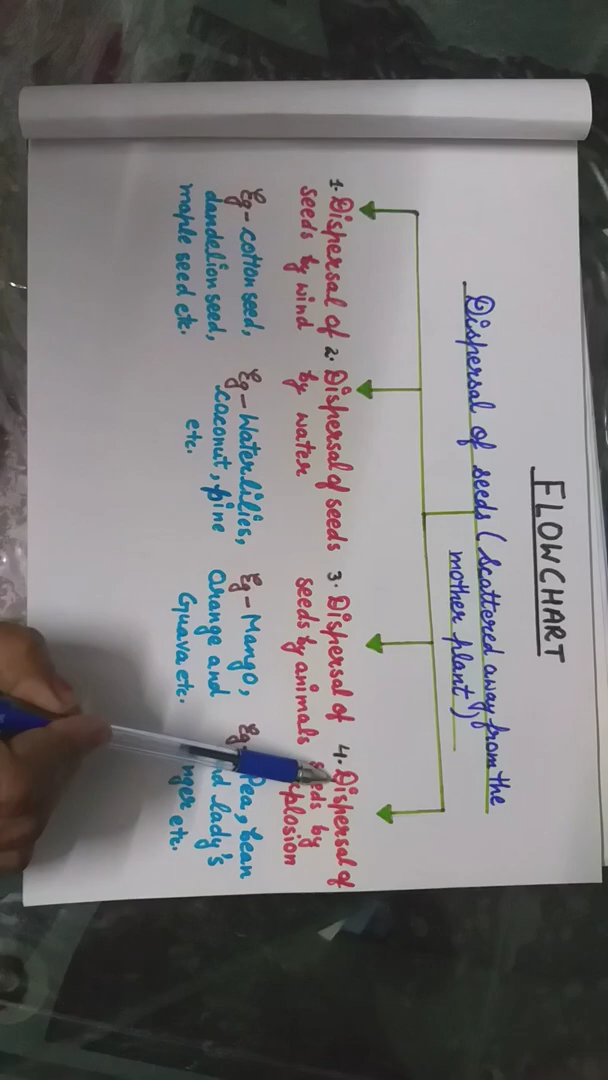 FLOWCHART
Dispersal of seeds (scattered away from the
mother plant)
1. Dispersal of
seeds by wind
Eg - cotton seed,
dandelion seed,
maple seed etc.
2. Dispersal of seeds
by water
Eg - Water lilies,
coconut, pine
etc.
3. Dispersal of
seeds by animals
Eg - Mango,
orange and
Guava etc.
4. Dispersal of
by
Eg Pea, bean
lady's
etc.